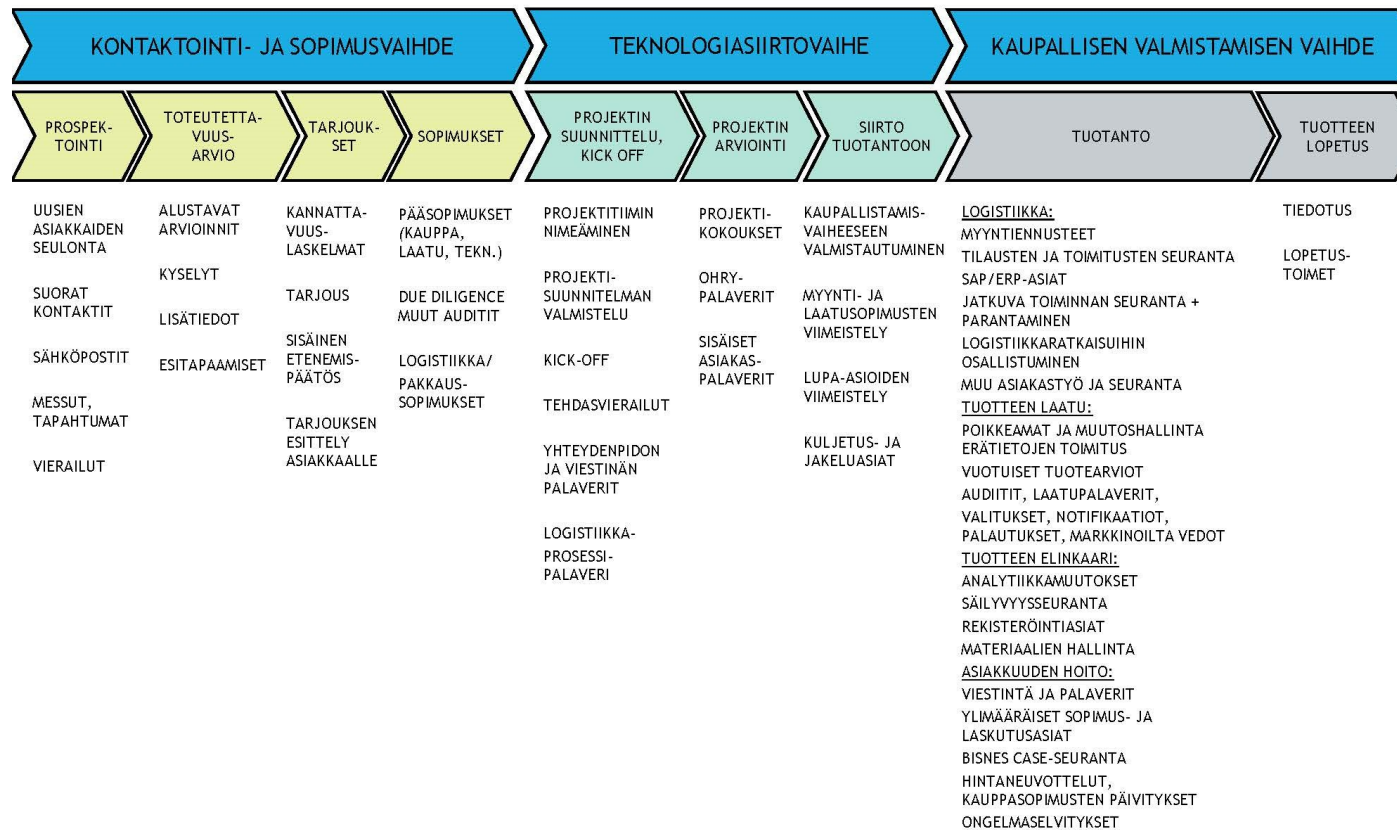 KONTAKTOINTI- JA SOPIMUSVAIHDE
TEKNOLOGIASIIRTOVAIHE
KAUPALLISEN VALMISTAMISEN VAIHDE
PROSPEK-
TOINTI
TOTEUTETTA-
VUUS-
ARVIO
TARJOUK-
SET
SOPIMUKSET
PROJEKTIN
SUUNNITTELU,
KICK OFF
PROJEKTIN
ARVIOINTI
SIIRTO
TUOTANTOON
TUOTANTO
TUOTTEEN
LOPETUS
UUSIEN
ASIAKKAIDEN
SEULONTA
SUORAT
KONTAKTIT
SÄHKÖPOSTIT
MESSUT,
TAPAHTUMAT
VIERAILUT
ALUSTAVAT
ARVIOINNIT
KYSELYT
LISÄTIEDOT
ESITAPAAMISET
KANNATTA-
VUUS-
LASKELMAT
TARJOUS
SISÄINEN
ETENEMIS-
PÄÄTÖS
TARJOUKSEN
ESITTELY
ASIAKKAALLE
PÄÄSOPIMUKSET
(KAUPPA,
LAATU, TEKN.)
DUE DILIGENCE
MUUT AUDITIT
LOGISTIIKKA/
PAKKAUS-
SOPIMUKSET
PROJEKTITIIMIN
NIMEÄMINEN
PROJEKTI-
SUUNNITELMAN
VALMISTELU
KICK-OFF
TEHDASVIERAILUT
YHTEYDENPIDON
JA VIESTINÄN
PALAVERIT
LOGISTIIKKA-
PROSESSI-
PALAVERI
PROJEKTI-
KOKOUKSET
OHRY-
PALAVERIT
SISÄISET
ASIAKAS-
PALAVERIT
KAUPALLISTAMIS-
VAIHEESEEN
VALMISTAUTUMINEN
MYYNTI- JA
LAATUSOPIMUSTEN
VIIMEISTELY
LUPA-ASIOIDEN
VIIMEISTELY
KULJETUS- JA
JAKELUASIAT
LOGISTIIKKA:
MYYNTIENNUSTEET
TILAUSTEN JA TOIMITUSTEN SEURANTA
SAP/ERP-ASIAT
JATKUVA TOIMINNAN SEURANTA +
PARANTAMINEN
LOGISTIIKKARATKAISUIHIN
OSALLISTUMINEN
MUU ASIAKASTYÖ JA SEURANTA
TUOTTEEN LAATU:
POIKKEAMAT JA MUUTOSHALLINTA
ERÄTIETOJEN TOIMITUS
VUOTUISET TUOTEARVIOT
AUDIITIT, LAATUPALAVERIT,
VALITUKSET, NOTIFIKAATIOT,
PALAUTUKSET, MARKKINOILTA VEDOT
TUOTTEEN ELINKAARI:
ANALYTIIKKAMUUTOKSET
SÄILYVYYSSEURANTA
REKISTERÖINTIASIAT
MATERIAALIEN HALLINTA
ASIAKKUUDEN HOITO:
VIESTINTÄ JA PALAVERIT
YLIMÄÄRÄISET SOPIMUS- JA
LASKUTUSASIAT
BISNES CASE-SEURANTA
HINTANEUVOTTELUT,
KAUPPASOPIMUSTEN PÄIVITYKSET
ONGELMASELVITYKSET
TIEDOTUS
LOPETUS-
TOIMET